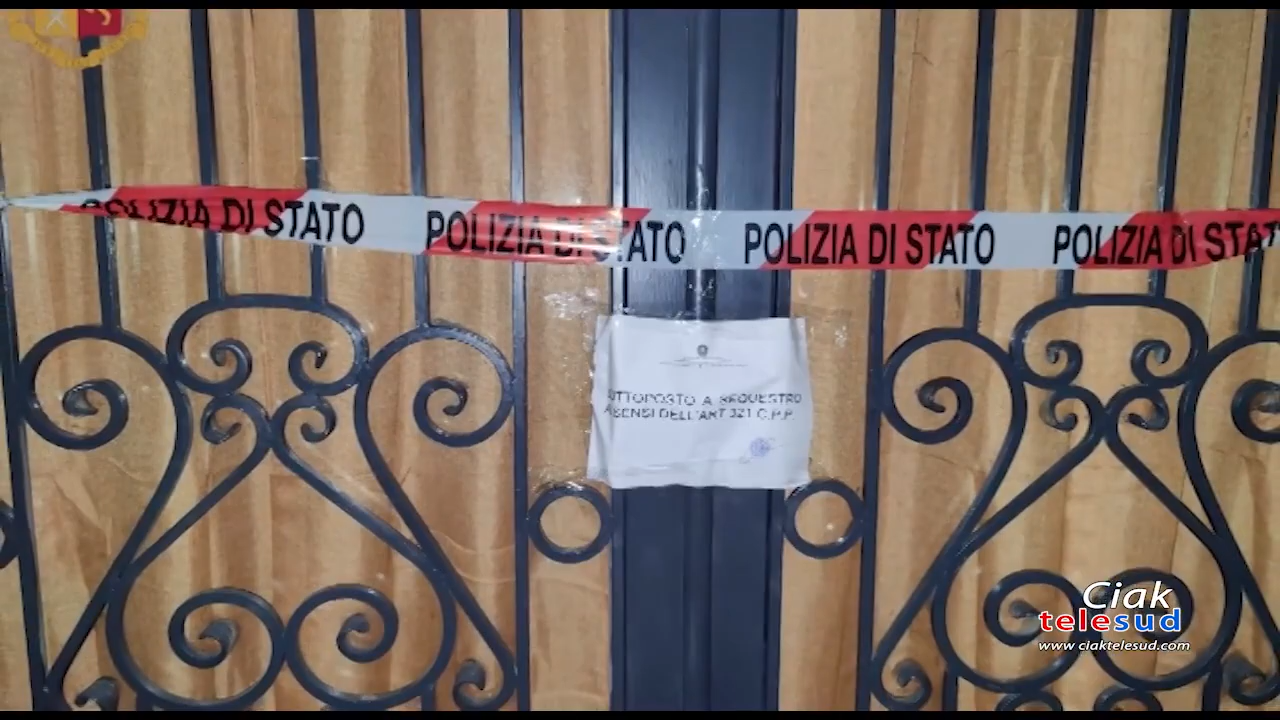 POLIZIA DI STATO POLIZIA DI STATO POLIZIA DI STATO POLIZIA DI STAT
OTTOPOSTO A SEQUESTRO
AI SENSI DELL'ART 321 C.P.P.
Ciak
telesud
www.ciaktelesud.com